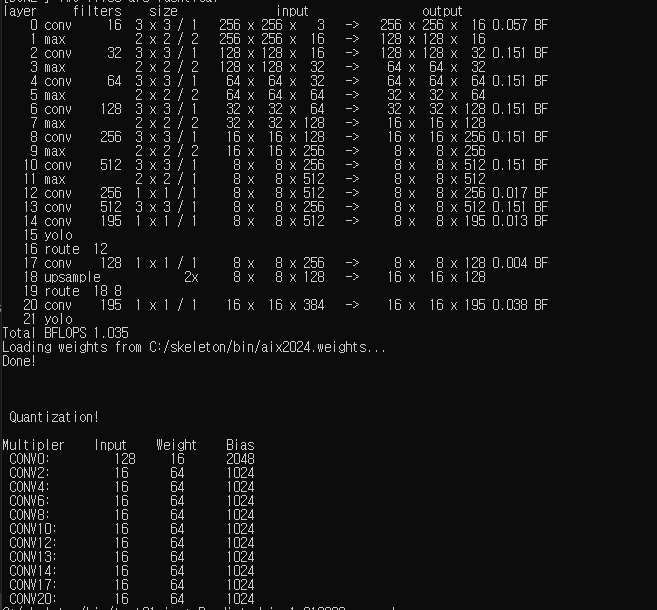 layer     filters    size              input                output
   0 conv     16  3 x 3 / 1   256 x 256 x   3   ->   256 x 256 x  16 0.057 BF
   1 max          2 x 2 / 2   256 x 256 x  16   ->   128 x 128 x  16
   2 conv     32  3 x 3 / 1   128 x 128 x  16   ->   128 x 128 x  32 0.151 BF
   3 max          2 x 2 / 2   128 x 128 x  32   ->    64 x  64 x  32
   4 conv     64  3 x 3 / 1    64 x  64 x  32   ->    64 x  64 x  64 0.151 BF
   5 max          2 x 2 / 2    64 x  64 x  64   ->    32 x  32 x  64
   6 conv    128  3 x 3 / 1    32 x  32 x  64   ->    32 x  32 x 128 0.151 BF
   7 max          2 x 2 / 2    32 x  32 x 128   ->    16 x  16 x 128
   8 conv    256  3 x 3 / 1    16 x  16 x 128   ->    16 x  16 x 256 0.151 BF
   9 max          2 x 2 / 2    16 x  16 x 256   ->     8 x   8 x 256
  10 conv    512  3 x 3 / 1     8 x   8 x 256   ->     8 x   8 x 512 0.151 BF
  11 max          2 x 2 / 1     8 x   8 x 512   ->     8 x   8 x 512
  12 conv    256  1 x 1 / 1     8 x   8 x 512   ->     8 x   8 x 256 0.017 BF
  13 conv    512  3 x 3 / 1     8 x   8 x 256   ->     8 x   8 x 512 0.151 BF
  14 conv    195  1 x 1 / 1     8 x   8 x 512   ->     8 x   8 x 195 0.013 BF
  15 yolo
  16 route  12
  17 conv    128  1 x 1 / 1     8 x   8 x 256   ->     8 x   8 x 128 0.004 BF
  18 upsample            2x     8 x   8 x 128   ->    16 x  16 x 128
  19 route  18 8
  20 conv    195  1 x 1 / 1    16 x  16 x 384   ->    16 x  16 x 195 0.038 BF
  21 yolo
Total BFLOPS 1.035
Loading weights from C:/skeleton/bin/aix2024.weights...
Done!
Quantization!
Multipler    Input    Weight    Bias
CONV0:       128      16       2048
CONV2:       16       64       1024
CONV4:       16       64       1024
CONV6:       16       64       1024
CONV8:       16       64       1024
CONV10:      16       64       1024
CONV12:      16       64       1024
CONV13:      16       64       1024
CONV14:      16       64       1024
CONV17:      16       64       1024
CONV20:      16       64       1024